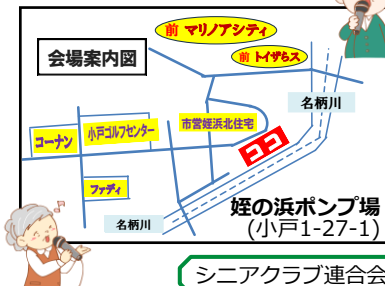 前 マリノアシティ
会場案内図
前 トイザらス
名柄川
コーナン
小戸ゴルフセンター
市営姪浜北住宅
ココ
ファディ
姪の浜ポンプ場
名柄川
(小戸1-27-1)
シニアクラブ連合会